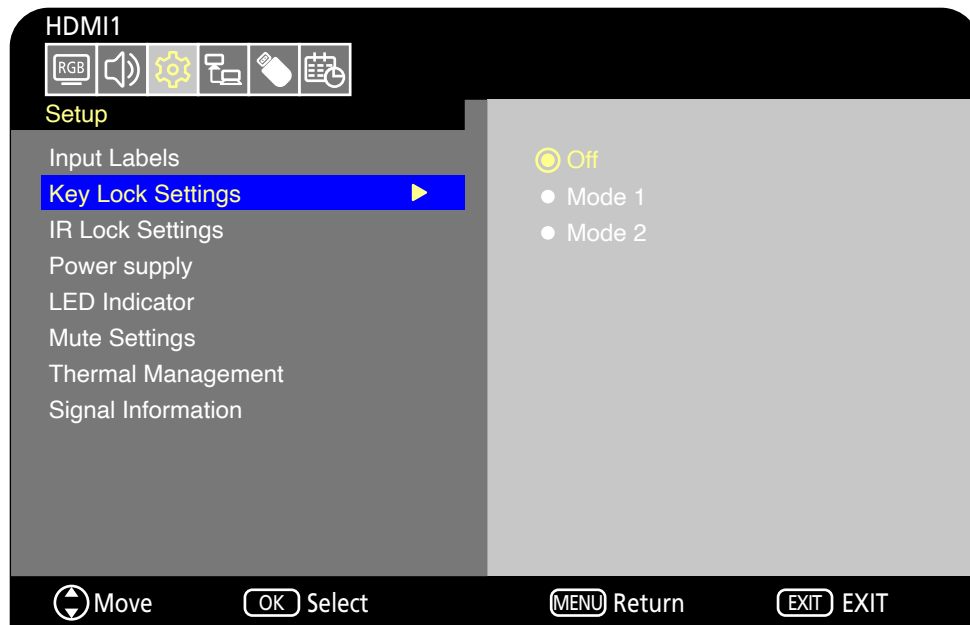 HDMI1
RGB
Setup
Input Labels
Key Lock Settings
IR Lock Settings
Power supply
LED Indicator
Mute Settings
Thermal Management
Signal Information
Off
Mode 1
Mode 2
Move OK Select MENU Return EXIT EXIT